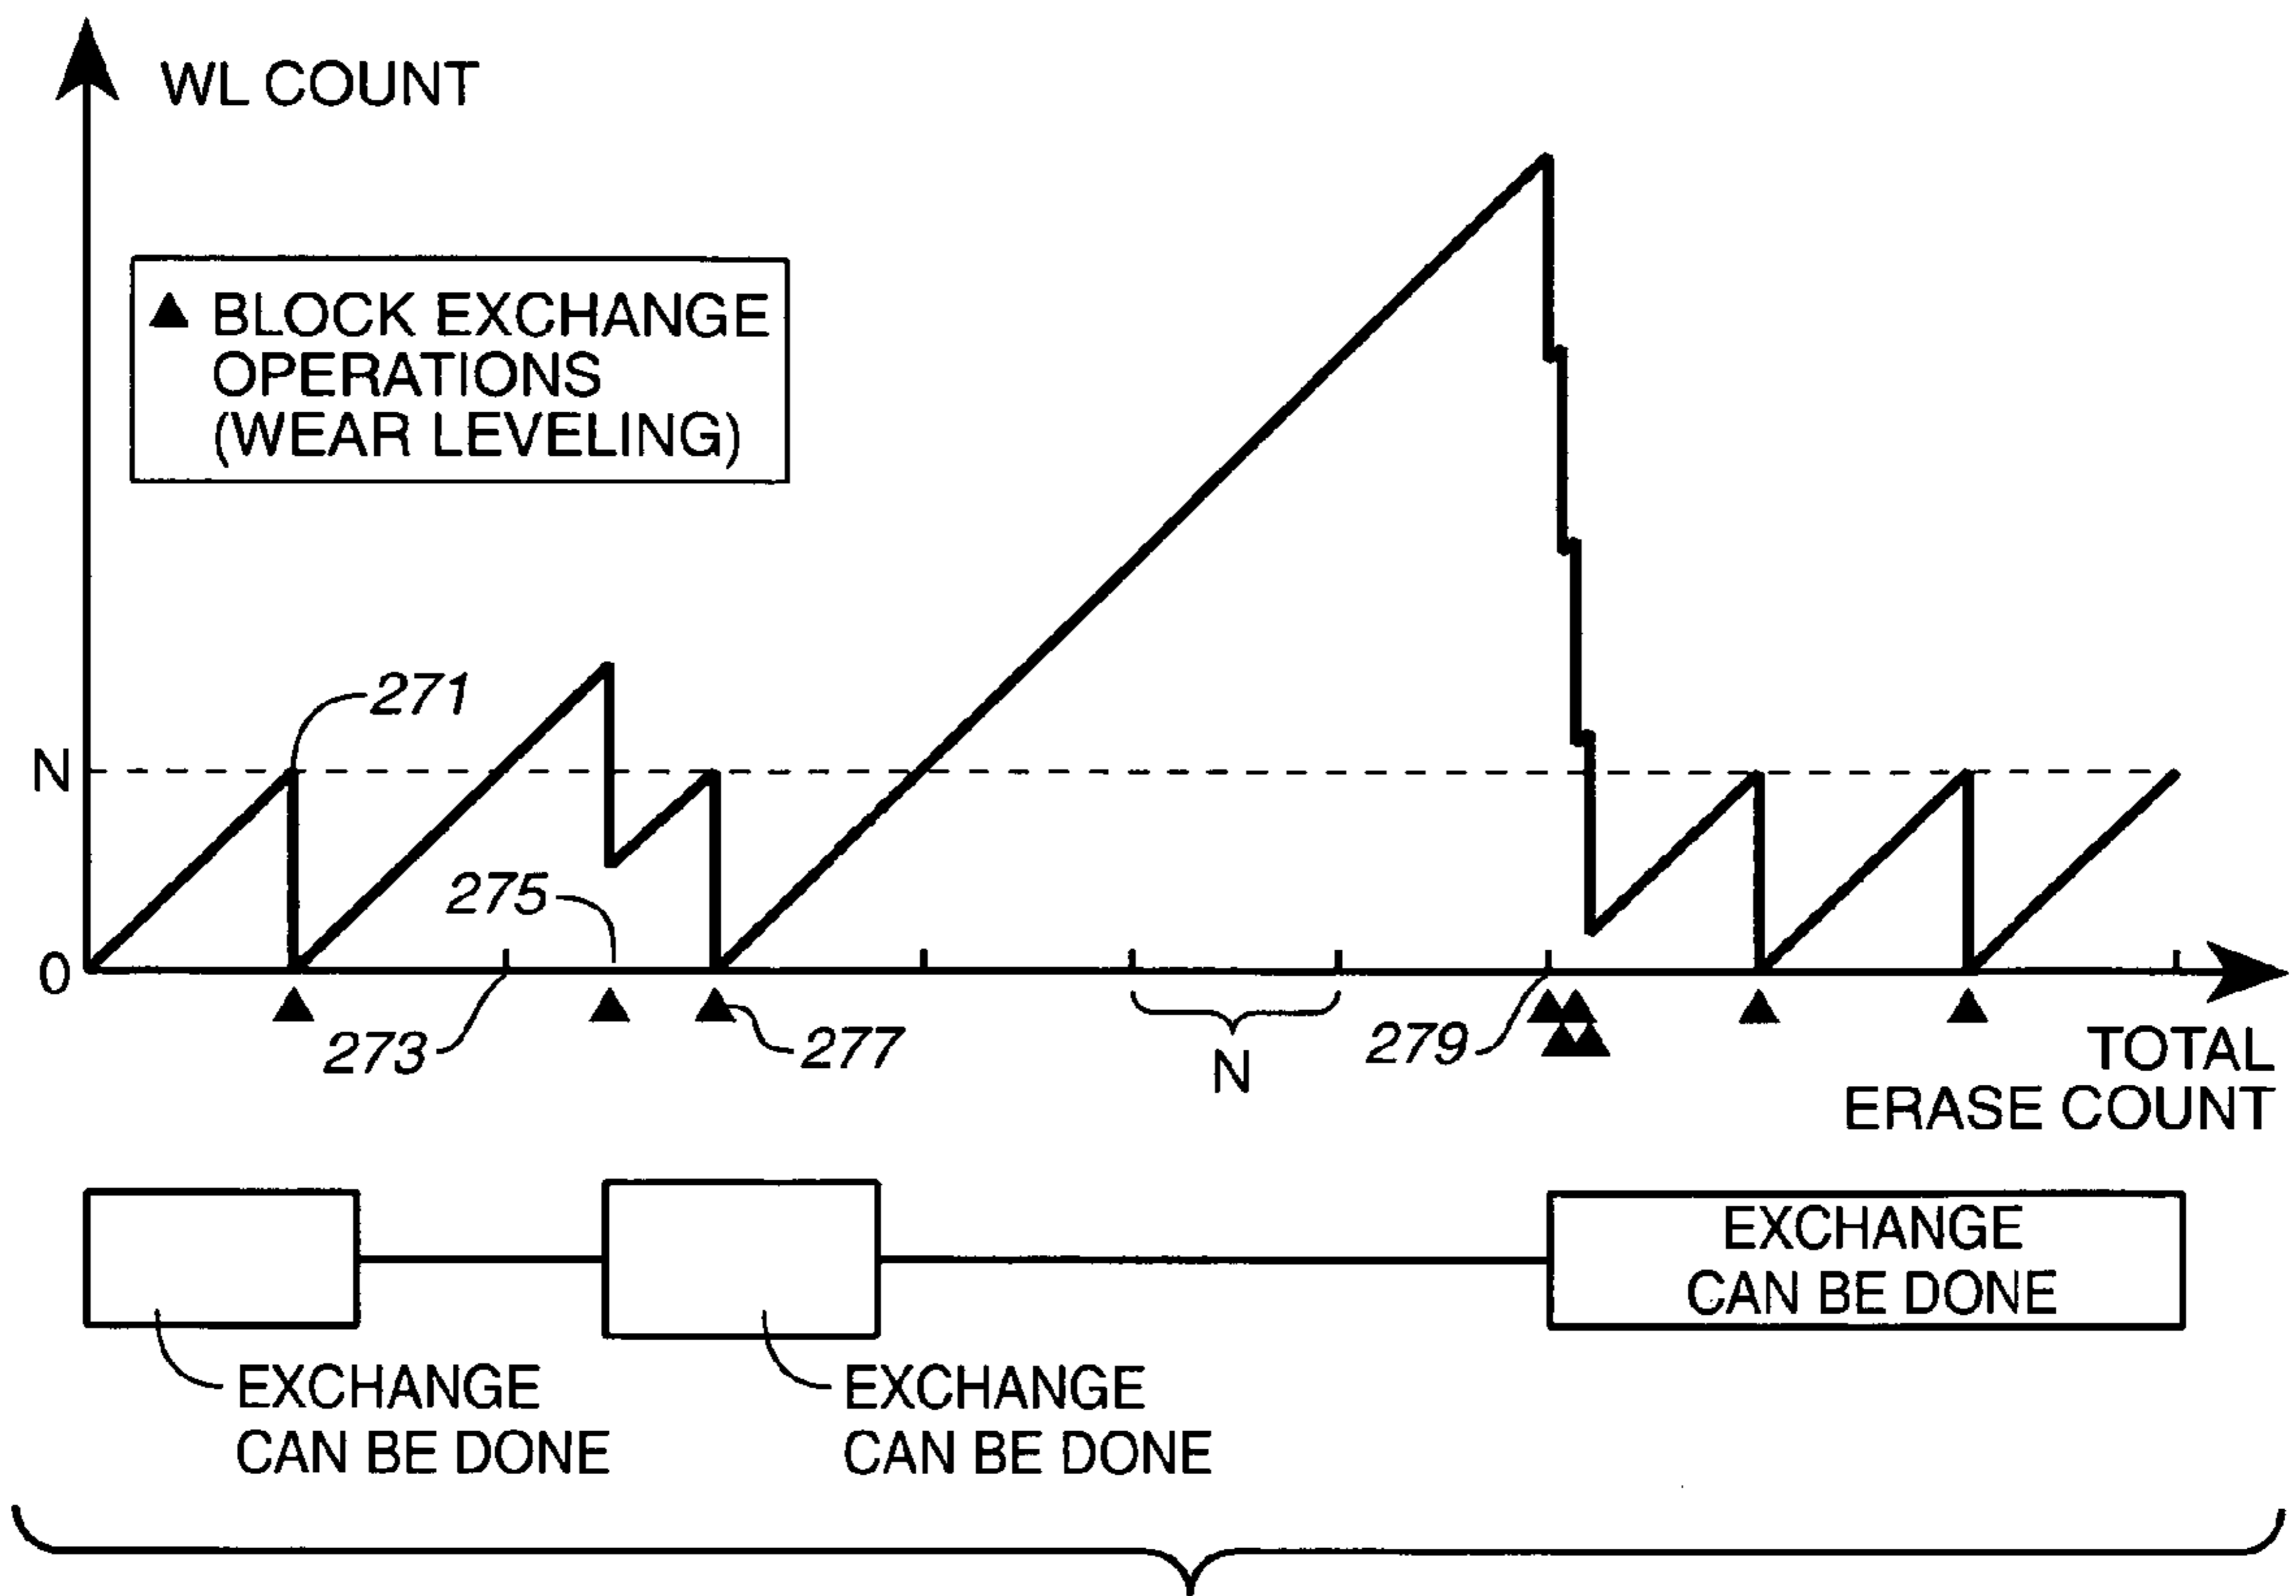 WL COUNT
▲ BLOCK EXCHANGE
OPERATIONS
(WEAR LEVELING)
271
N
275
0
273
277
N
279
TOTAL
ERASE COUNT
EXCHANGE
CAN BE DONE
EXCHANGE
CAN BE DONE
EXCHANGE
CAN BE DONE